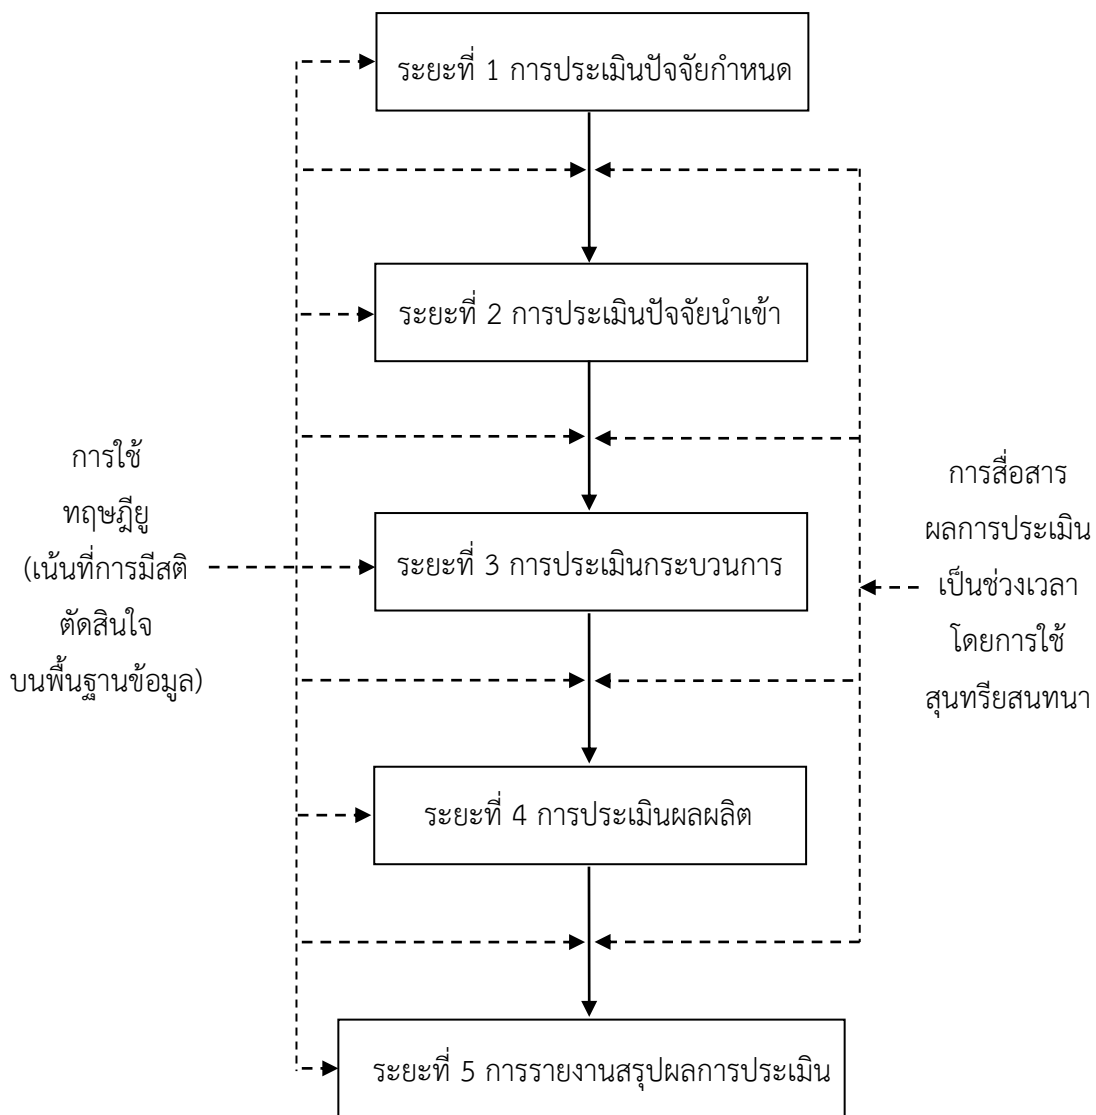 ระยะที่ 1 การประเมินปัจจัยกำหนด
ระยะที่ 2 การประเมินปัจจัยนำเข้า
การใช้
ทฤษฎียู
(เน้นที่การมีสติ
ตัดสินใจ
บนพื้นฐานข้อมูล)
ระยะที่ 3 การประเมินกระบวนการ
การสื่อสาร
ผลการประเมิน
เป็นช่วงเวลา
โดยการใช้
สุนทรียสนทนา
ระยะที่ 4 การประเมินผลผลิต
ระยะที่ 5 การรายงานสรุปผลการประเมิน